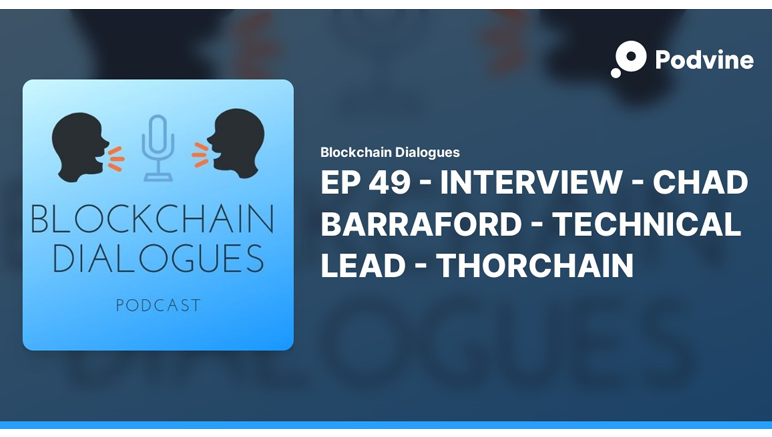 Podvine
BLOCKCHAIN
DIALOGUES
PODCAST
Blockchain Dialogues
EP 49 - INTERVIEW - CHAD
BARRAFORD - TECHNICAL
LEAD - THORCHAIN